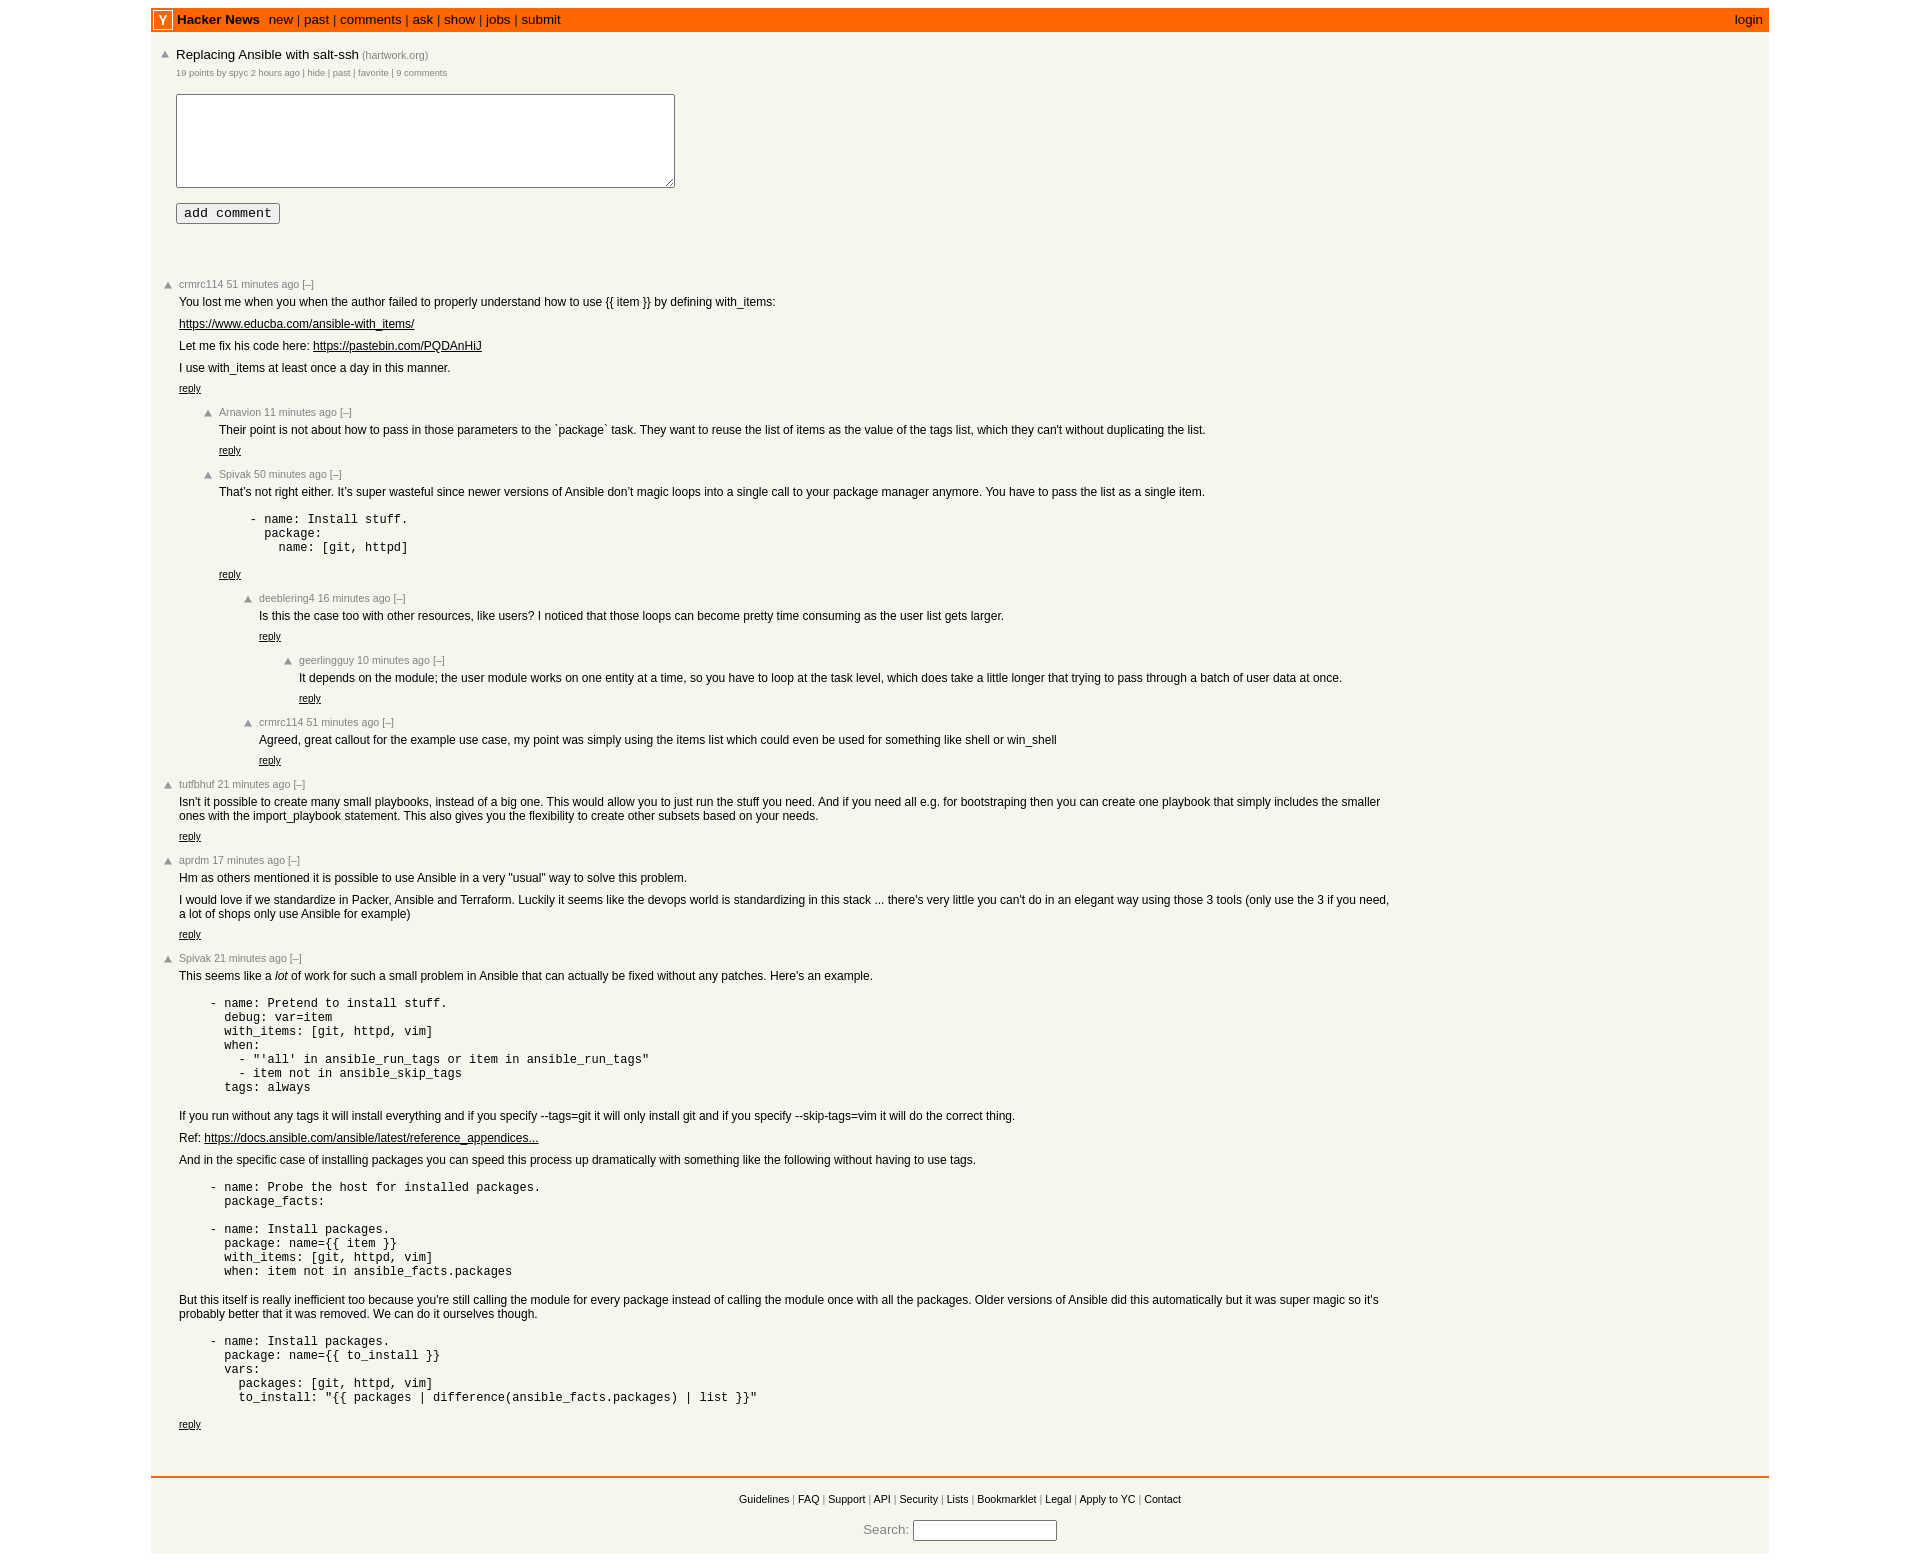 Y Hacker News new | past | comments | ask | show | jobs | submit login
Replacing Ansible with salt-ssh (hartwork.org)
19 points by spyc 2 hours ago | hide | past | favorite | 9 comments
add comment
crmrc114 51 minutes ago [–]
You lost me when you when the author failed to properly understand how to use {{ item }} by defining with_items:
https://www.educba.com/ansible-with_items/
Let me fix his code here: https://pastebin.com/PQDAnHiJ
I use with_items at least once a day in this manner.
reply
Arnavion 11 minutes ago [–]
Their point is not about how to pass in those parameters to the `package` task. They want to reuse the list of items as the value of the tags list, which they can't without duplicating the list.
reply
Spivak 50 minutes ago [–]
That's not right either. It's super wasteful since newer versions of Ansible don't magic loops into a single call to your package manager anymore. You have to pass the list as a single item.
- name: Install stuff.
package:
name: [git, httpd]
reply
deeblering4 16 minutes ago [–]
Is this the case too with other resources, like users? I noticed that those loops can become pretty time consuming as the user list gets larger.
reply
geerlingguy 10 minutes ago [–]
It depends on the module; the user module works on one entity at a time, so you have to loop at the task level, which does take a little longer that trying to pass through a batch of user data at once.
reply
crmrc114 51 minutes ago [–]
Agreed, great callout for the example use case, my point was simply using the items list which could even be used for something like shell or win_shell
reply
tutfbhuf 21 minutes ago [–]
Isn't it possible to create many small playbooks, instead of a big one. This would allow you to just run the stuff you need. And if you need all e.g. for bootstraping then you can create one playbook that simply includes the smaller
ones with the import_playbook statement. This also gives you the flexibility to create other subsets based on your needs.
reply
aprdm 17 minutes ago [–]
Hm as others mentioned it is possible to use Ansible in a very "usual" way to solve this problem.
I would love if we standardize in Packer, Ansible and Terraform. Luckily it seems like the devops world is standardizing in this stack ... there's very little you can't do in an elegant way using those 3 tools (only use the 3 if you need,
a lot of shops only use Ansible for example)
reply
Spivak 21 minutes ago [–]
This seems like a lot of work for such a small problem in Ansible that can actually be fixed without any patches. Here's an example.
- name: Pretend to install stuff.
debug: var=item
with_items: [git, httpd, vim]
when:
- "'all' in ansible_run_tags or item in ansible_run_tags"
- item not in ansible_skip_tags
tags: always
If you run without any tags it will install everything and if you specify --tags=git it will only install git and if you specify --skip-tags=vim it will do the correct thing.
Ref: https://docs.ansible.com/ansible/latest/reference_appendices...
And in the specific case of installing packages you can speed this process up dramatically with something like the following without having to use tags.
- name: Probe the host for installed packages.
package_facts:
- name: Install packages.
package: name={{ item }}
with_items: [git, httpd, vim]
when: item not in ansible_facts.packages
But this itself is really inefficient too because you're still calling the module for every package instead of calling the module once with all the packages. Older versions of Ansible did this automatically but it was super magic so it's
probably better that it was removed. We can do it ourselves though.
- name: Install packages.
package: name={{ to_install }}
vars:
packages: [git, httpd, vim]
to_install: "{{ packages | difference(ansible_facts.packages) | list }}"
reply
Guidelines | FAQ | Support | API | Security | Lists | Bookmarklet | Legal | Apply to YC | Contact
Search: